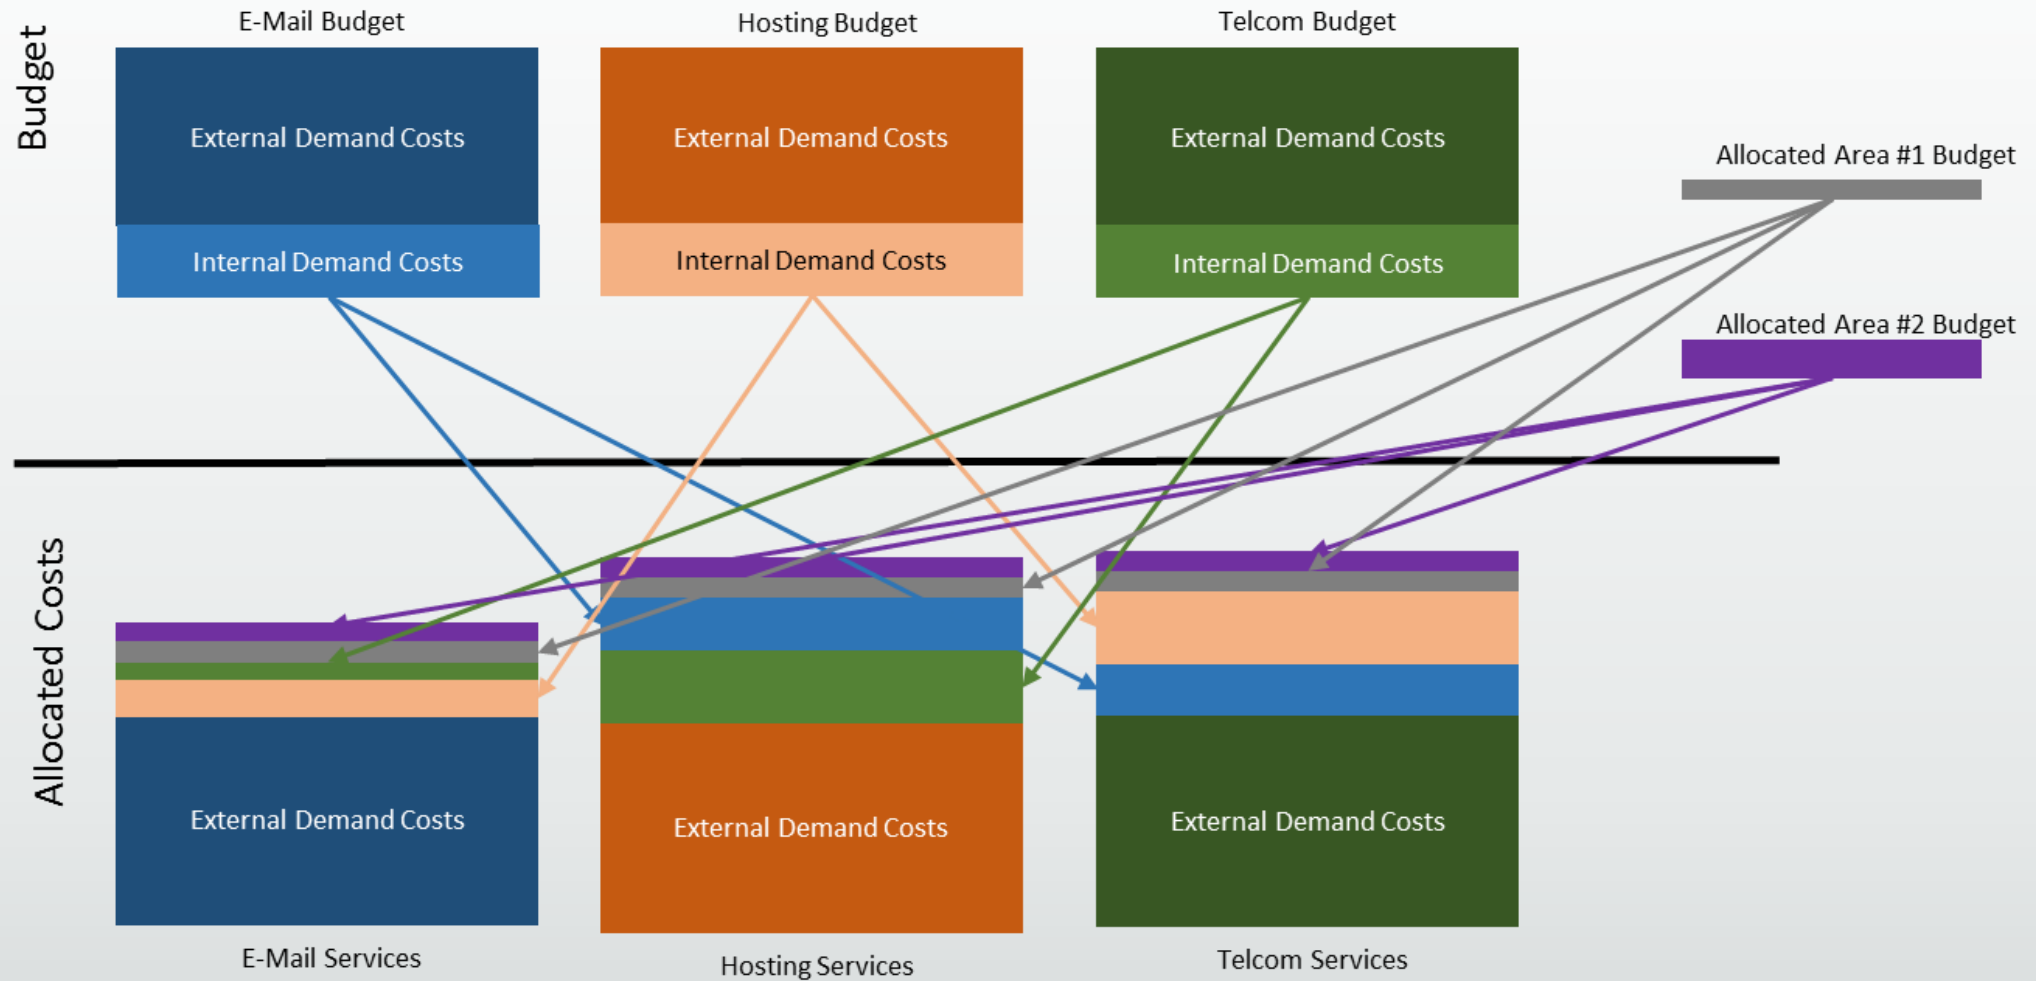 Budget
E-Mail Budget
Hosting Budget
Telcom Budget
External Demand Costs
External Demand Costs
External Demand Costs
Allocated Area #1 Budget
Internal Demand Costs
Internal Demand Costs
Internal Demand Costs
Allocated Area #2 Budget
Allocated Costs
External Demand Costs
External Demand Costs
External Demand Costs
E-Mail Services
Hosting Services
Telcom Services